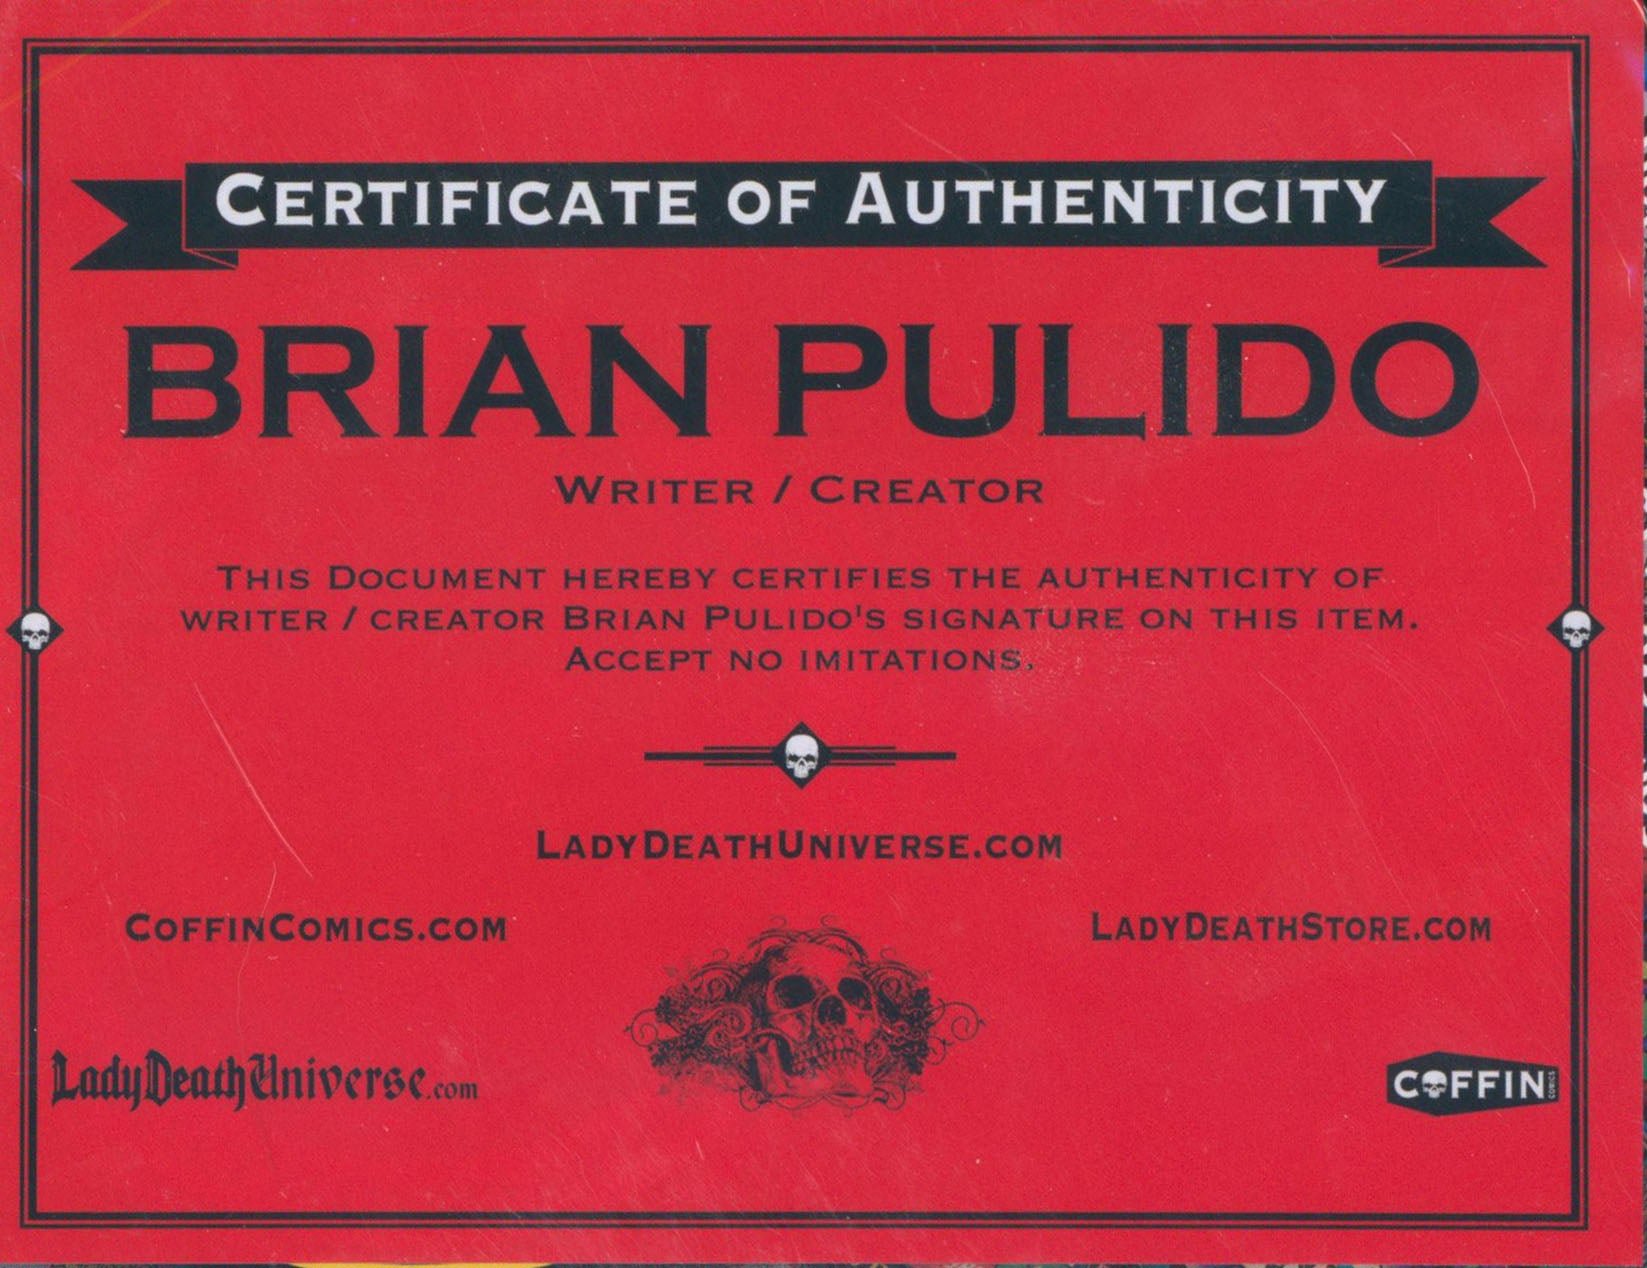 CERTIFICATE OF AUTHENTICITY
BRIAN PULIDO
WRITER / CREATOR
THIS DOCUMENT HEREBY CERTIFIES THE AUTHENTICITY OF
WRITER / CREATOR BRIAN PULIDO'S SIGNATURE ON THIS ITEM.
ACCEPT NO IMITATIONS.
LADYDEATHUNIVERSE.COM
COFFINCOMICS.COM
LADYDEATHSTORE.COM
LadyDeathUniverse.com
COFFIN COMICS